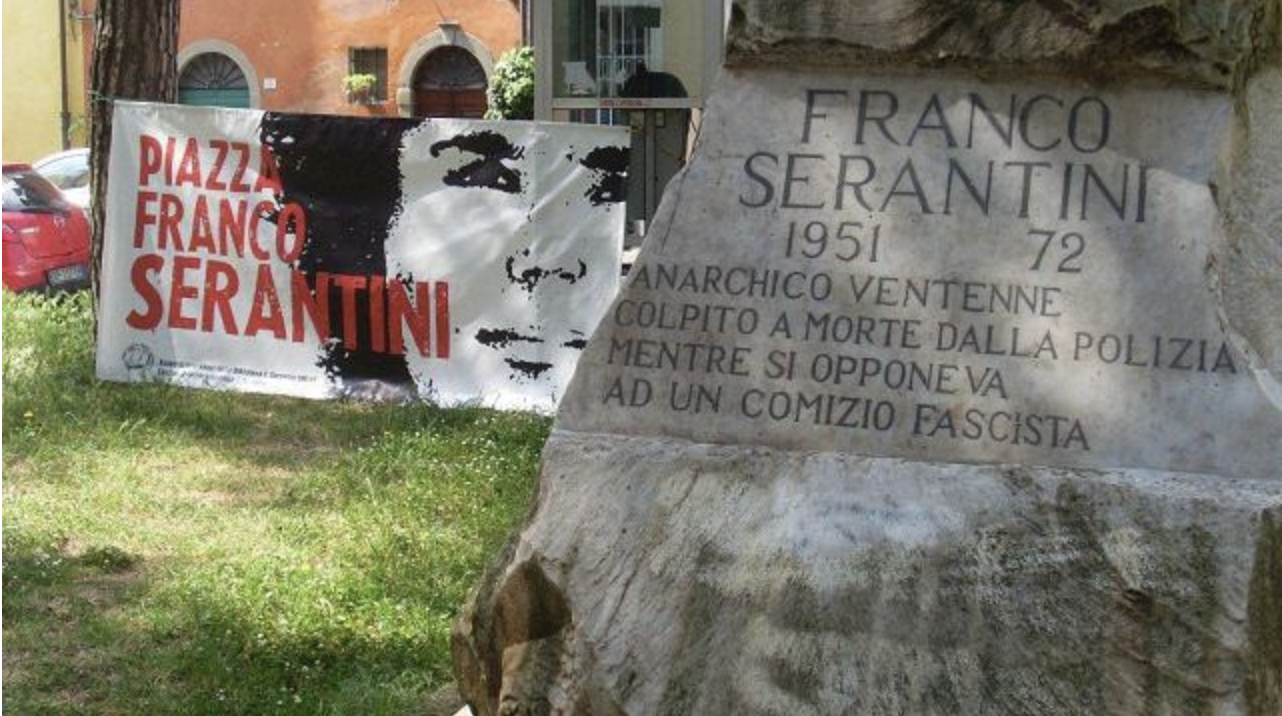 PIAZZA
FRANCO
SERANTINI
FRANCO
SERANTINI
1951 72
ANARCHICO VENTENNE
COLPITO A MORTE DALLA POLIZIA
MENTRE SI OPPONEVA
AD UN COMIZIO FASCiSTA